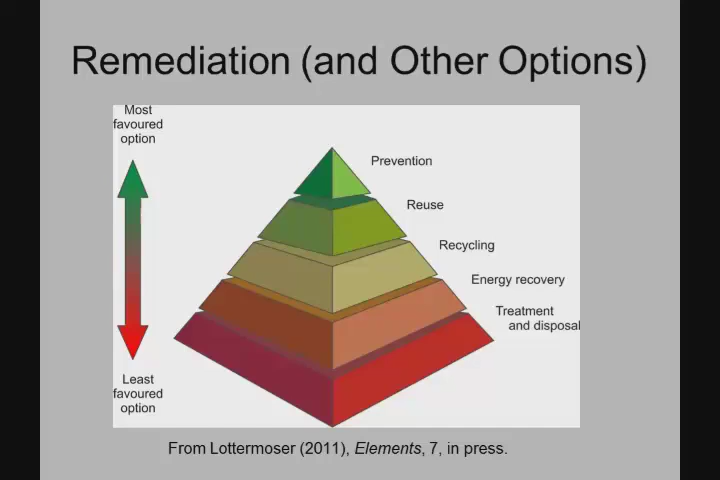 Remediation (and Other Options)
Most
favoured
option
Prevention
Reuse
Recycling
Energy recovery
Treatment
and disposal
Least
favoured
option
From Lottermoser (2011), Elements, 7, in press.